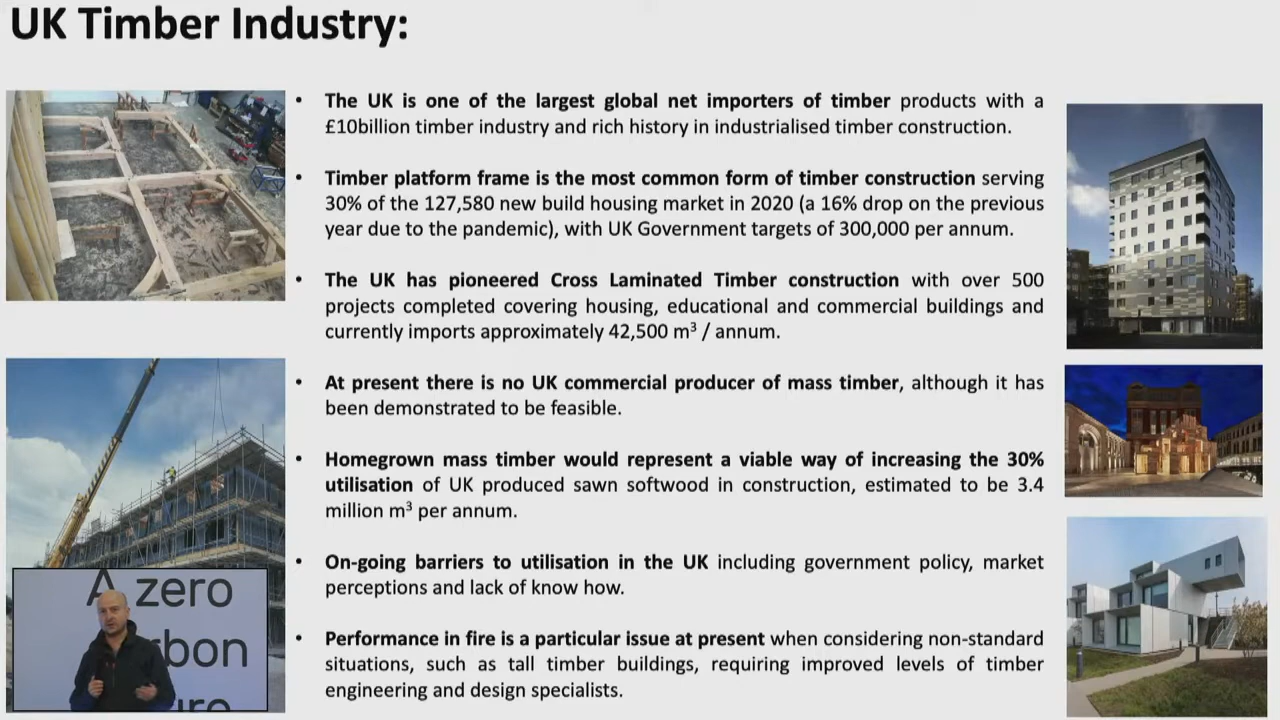 UK Timber Industry:
• The UK is one of the largest global net importers of timber products with a
£10billion timber industry and rich history in industrialised timber construction.
• Timber platform frame is the most common form of timber construction serving
30% of the 127,580 new build housing market in 2020 (a 16% drop on the previous
year due to the pandemic), with UK Government targets of 300,000 per annum.
• The UK has pioneered Cross Laminated Timber construction with over 500
projects completed covering housing, educational and commercial buildings and
currently imports approximately 42,500 m³ / annum.
• At present there is no UK commercial producer of mass timber, although it has
been demonstrated to be feasible.
• Homegrown mass timber would represent a viable way of increasing the 30%
utilisation of UK produced sawn softwood in construction, estimated to be 3.4
million m³ per annum.
• On-going barriers to utilisation in the UK including government policy, market
perceptions and lack of know how.
• Performance in fire is a particular issue at present when considering non-standard
situations, such as tall timber buildings, requiring improved levels of timber
engineering and design specialists.
A zero
rbon